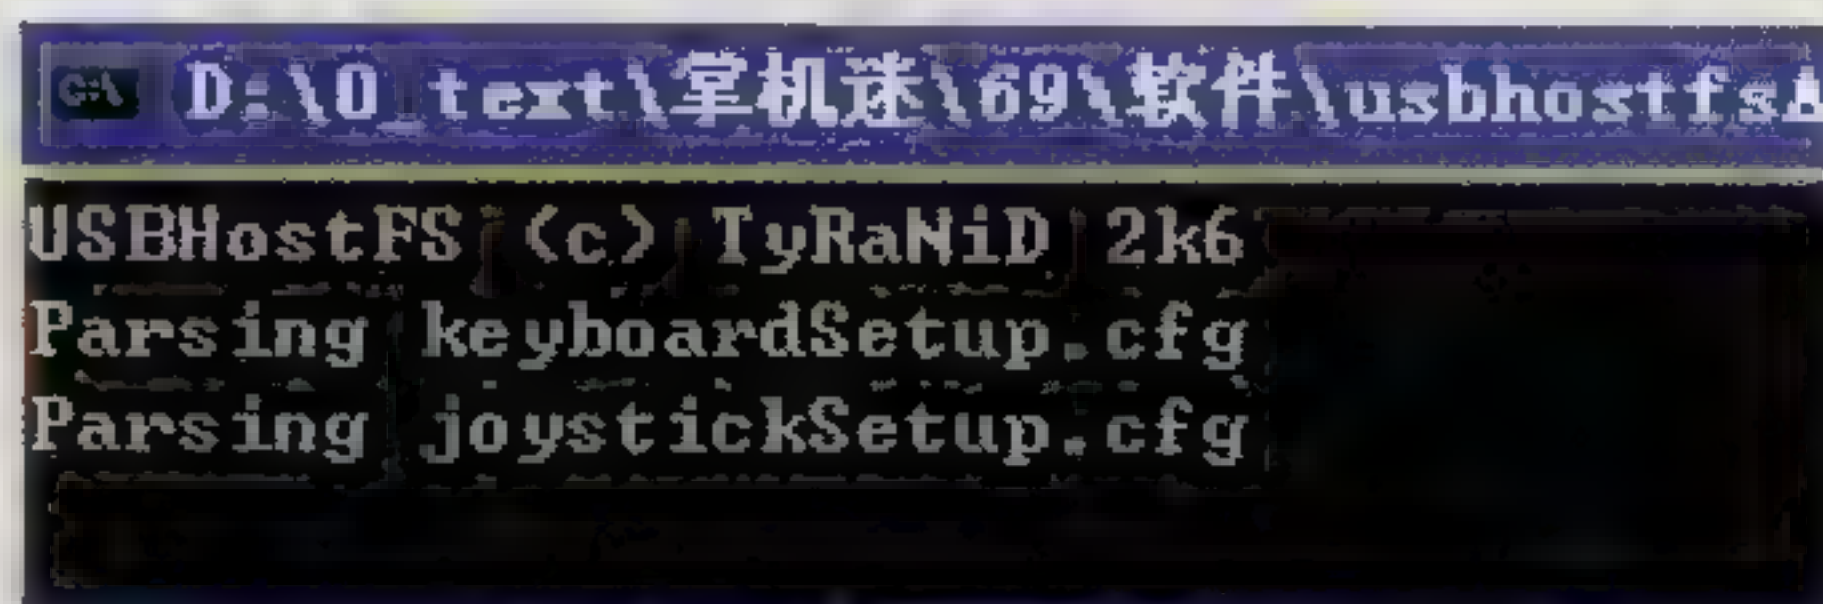 C:\ D:\0_text\掌机迷\69\软件\usbhostfs
USBHostFS (c) TyRaNiD 2k6
Parsing keyboardSetup.cfg
Parsing joystickSetup.cfg